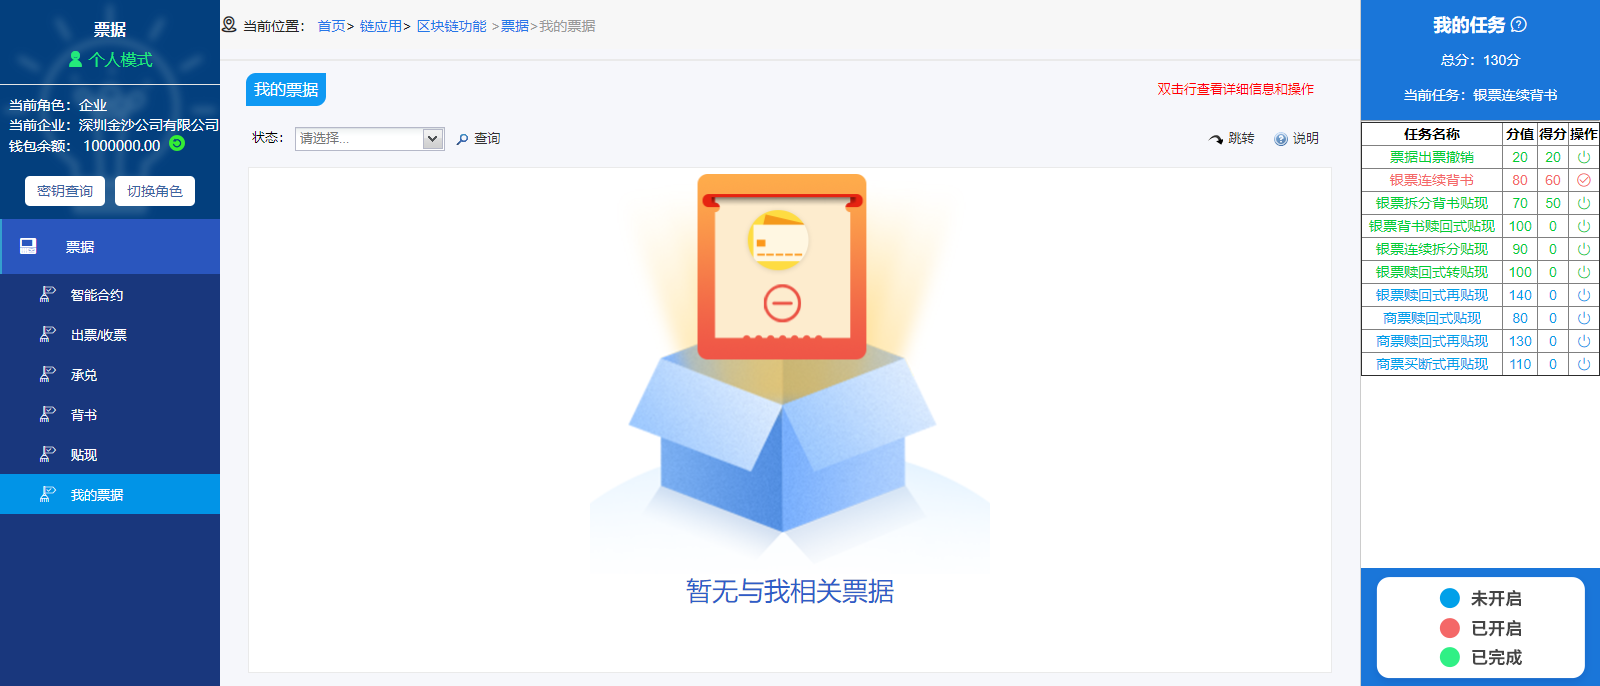 票据
个人模式
当前角色：企业
当前企业：深圳金沙公司有限公司
钱包余额： 1000000.00
密钥查询 切换角色
票据
智能合约
出票/收票
承兑
背书
贴现
我的票据
当前位置： 首页> 链应用> 区块链功能 >票据>我的票据
我的票据
双击行查看详细信息和操作
状态： 请选择... 查询 跳转 说明
暂无与我相关票据
我的任务
总分：130分
当前任务：银票连续背书
任务名称 分值 得分 操作
票据出票撤销 20 20
银票连续背书 80 60
银票拆分背书贴现 70 50
银票背书赎回式贴现 100 0
银票连续拆分贴现 90 0
银票赎回式转贴现 100 0
银票赎回式再贴现 140 0
商票赎回式贴现 80 0
商票赎回式再贴现 130 0
商票买断式再贴现 110 0
未开启
已开启
已完成